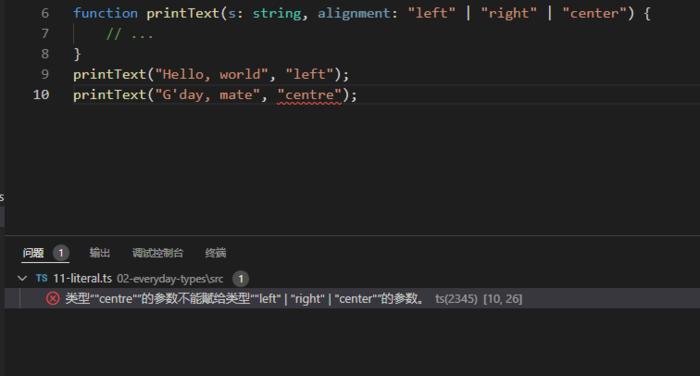 6 function printText(s: string, alignment: "left" | "right" | "center") {
7 // ...
8 }
9 printText("Hello, world", "left");
10 printText("G'day, mate", "centre");
s
问题 1 输出 调试控制台 终端
TS 11-literal.ts 02-everyday-types\src 1
类型""centre""的参数不能赋给类型""left" | "right" | "center""的参数。 ts(2345) [10, 26]